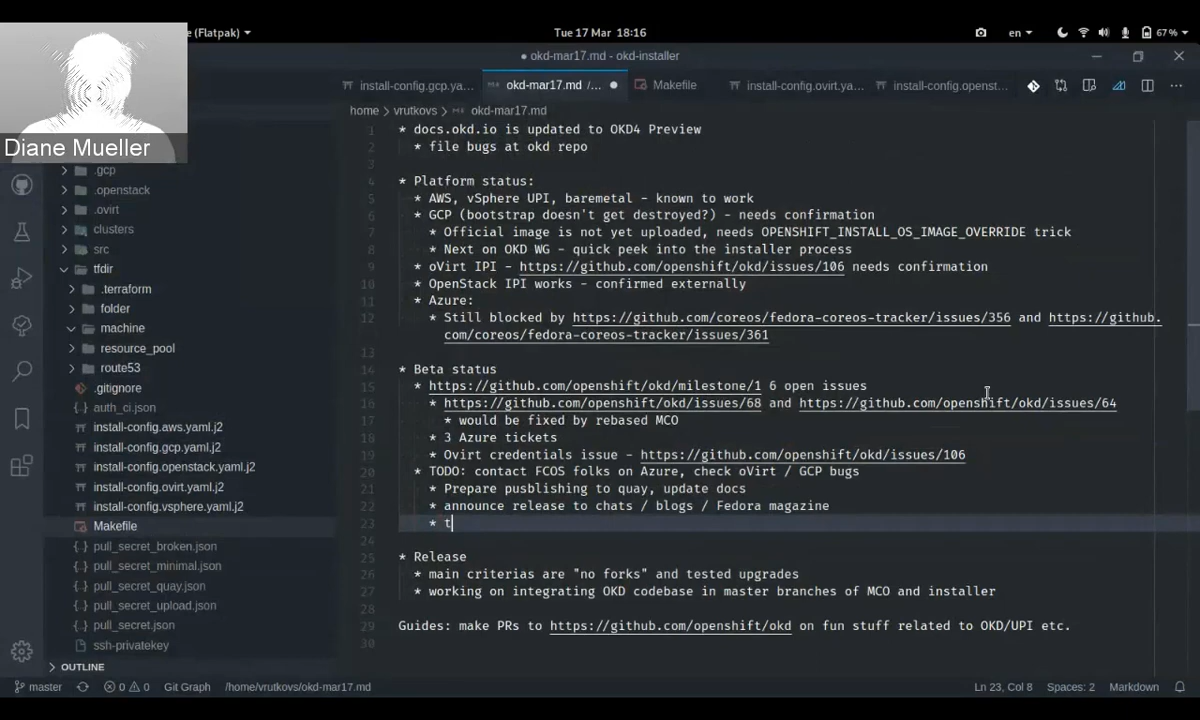 e (Flatpak)
Tue 17 Mar 18:16
en
67%
okd-mar17.md - okd-installer
Diane Mueller
install-config.gcp.ya...
okd-mar17.md /...
Makefile
install-config.ovirt.ya...
install-config.openst...
home > vrutkovs > okd-mar17.md
.gcp
.openstack
.ovirt
clusters
src
tfdir
.terraform
folder
machine
resource_pool
route53
.gitignore
auth_ci.json
install-config.aws.yaml.j2
install-config.gcp.yaml.j2
install-config.openstack.yaml.j2
install-config.ovirt.yaml.j2
install-config.vsphere.yaml.j2
Makefile
pull_secret_broken.json
pull_secret_minimal.json
pull_secret_quay.json
pull_secret_upload.json
pull_secret.json
ssh-privatekey
OUTLINE
1 * docs.okd.io is updated to OKD4 Preview
2 * file bugs at okd repo
3
4 * Platform status:
5 * AWS, vSphere UPI, baremetal - known to work
6 * GCP (bootstrap doesn't get destroyed?) - needs confirmation
7 * Official image is not yet uploaded, needs OPENSHIFT_INSTALL_OS_IMAGE_OVERRIDE trick
8 * Next on OKD WG - quick peek into the installer process
9 * oVirt IPI - https://github.com/openshift/okd/issues/106 needs confirmation
10 * OpenStack IPI works - confirmed externally
11 * Azure:
12 * Still blocked by https://github.com/coreos/fedora-coreos-tracker/issues/356 and https://github.
com/coreos/fedora-coreos-tracker/issues/361
13
14 * Beta status
15 * https://github.com/openshift/okd/milestone/1 6 open issues
16 * https://github.com/openshift/okd/issues/68 and https://github.com/openshift/okd/issues/64
17 * would be fixed by rebased MCO
18 * 3 Azure tickets
19 * Ovirt credentials issue - https://github.com/openshift/okd/issues/106
20 * TODO: contact FCOS folks on Azure, check oVirt / GCP bugs
21 * Prepare pusblishing to quay, update docs
22 * announce release to chats / blogs / Fedora magazine
23 * t
24
25 * Release
26 * main criterias are "no forks" and tested upgrades
27 * working on integrating OKD codebase in master branches of MCO and installer
28
29 Guides: make PRs to https://github.com/openshift/okd on fun stuff related to OKD/UPI etc.
30
master
0 0
Git Graph
/home/vrutkovs/okd-mar17.md
Ln 23, Col 8
Spaces: 2
Markdown